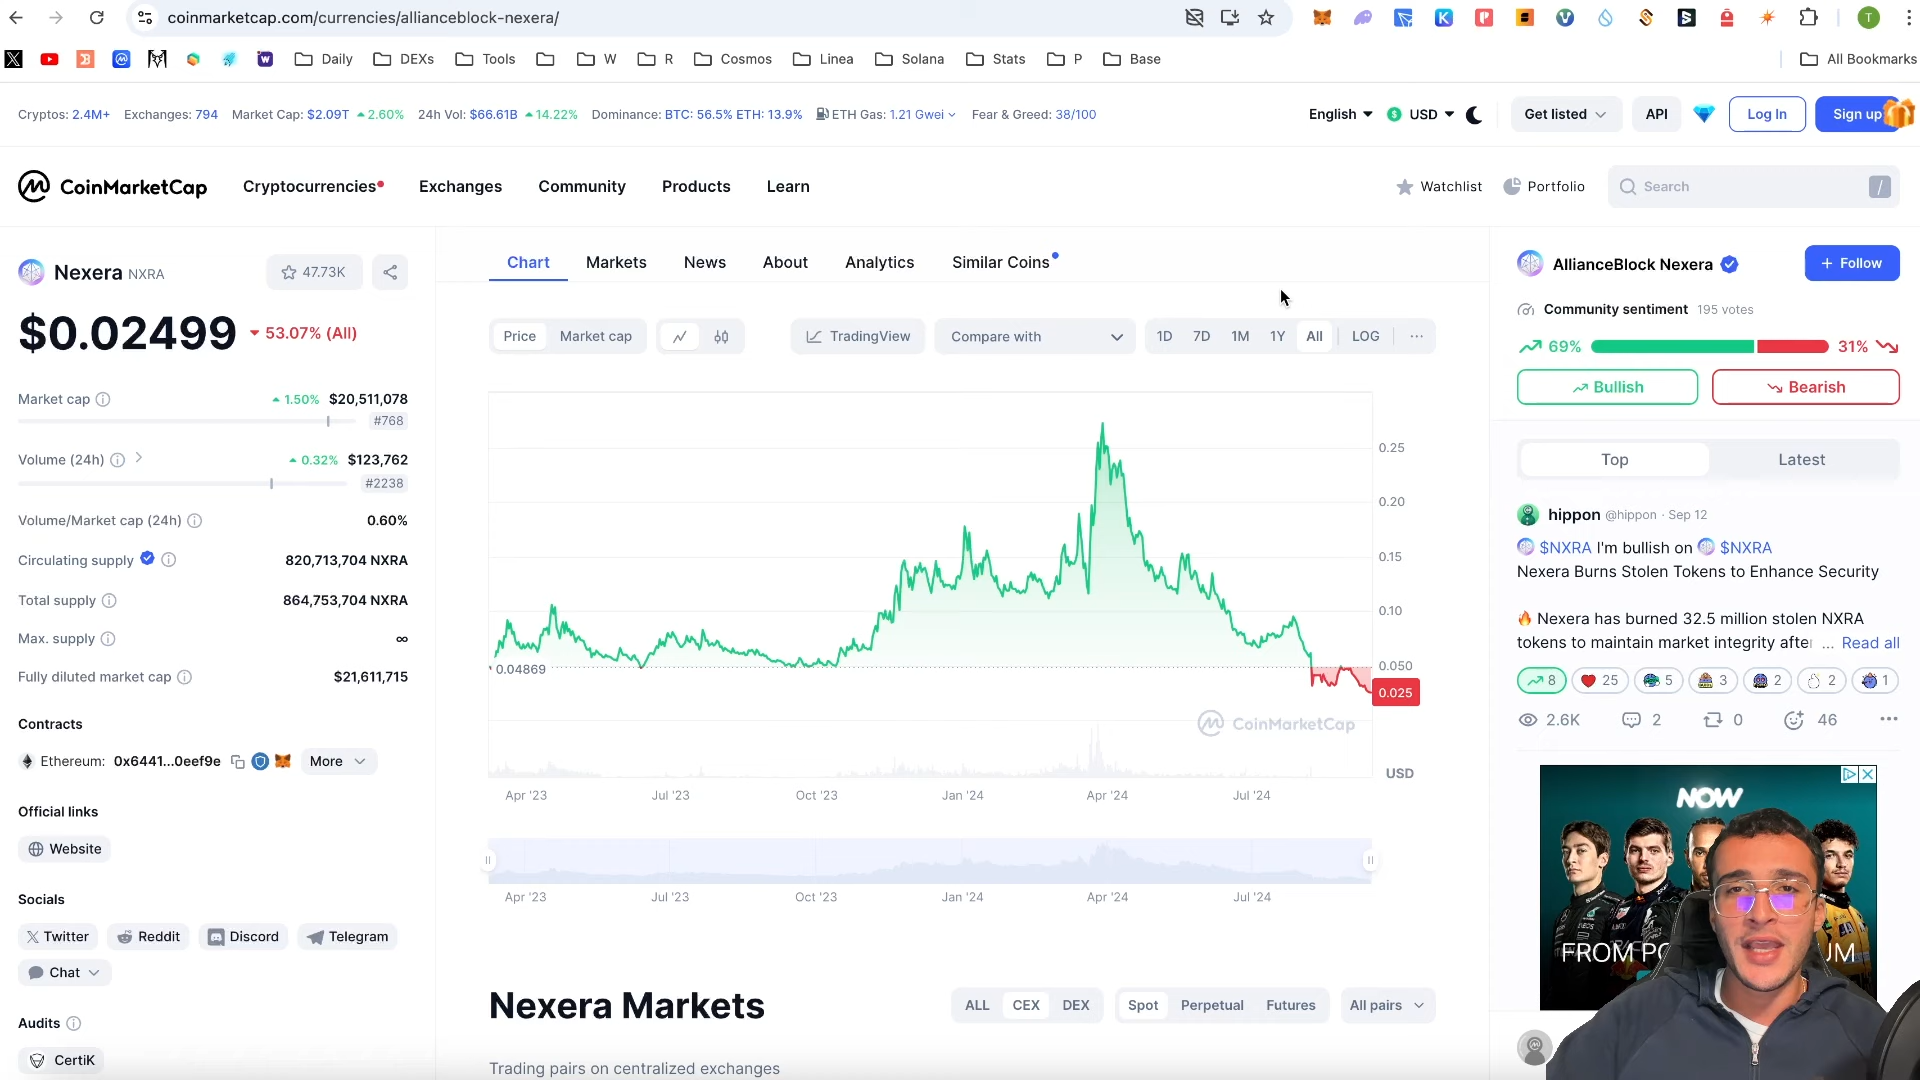 coinmarketcap.com/currencies/allianceblock-nexera/
T
Daily
DEXs
Tools
W
R
Cosmos
Linea
Solana
Stats
P
Base
All Bookmarks
Cryptos: 2.4M+ Exchanges: 794 Market Cap: $2.09T 2.60% 24h Vol: $66.61B 14.22% Dominance: BTC: 56.5% ETH: 13.9% ETH Gas: 1.21 Gwei Fear & Greed: 38/100
English USD Get listed API Log In Sign up
CoinMarketCap Cryptocurrencies Exchanges Community Products Learn
Watchlist Portfolio Search /
Nexera NXRA 47.73K
$0.02499 53.07% (All)
Market cap 1.50% $20,511,078
#768
Volume (24h) 0.32% $123,762
#2238
Volume/Market cap (24h) 0.60%
Circulating supply 820,713,704 NXRA
Total supply 864,753,704 NXRA
Max. supply ∞
Fully diluted market cap $21,611,715
Contracts
Ethereum: 0x6441...0eef9e More
Official links
Website
Socials
Twitter Reddit Discord Telegram
Chat
Audits
CertiK
Chart Markets News About Analytics Similar Coins
Price Market cap TradingView Compare with 1D 7D 1M 1Y All LOG ...
0.25
0.20
0.15
0.10
0.050
0.04869
0.025
CoinMarketCap
USD
Apr '23 Jul '23 Oct '23 Jan '24 Apr '24 Jul '24
Apr '23 Jul '23 Oct '23 Jan '24 Apr '24 Jul '24
Nexera Markets ALL CEX DEX Spot Perpetual Futures All pairs
Trading pairs on centralized exchanges
AllianceBlock Nexera + Follow
Community sentiment 195 votes
69% 31%
Bullish Bearish
Top Latest
hippon @hippon · Sep 12
$NXRA I'm bullish on $NXRA
Nexera Burns Stolen Tokens to Enhance Security
Nexera has burned 32.5 million stolen NXRA
tokens to maintain market integrity after ... Read all
8 25 5 3 2 2 1
2.6K 2 0 46 ...
NOW
FROM